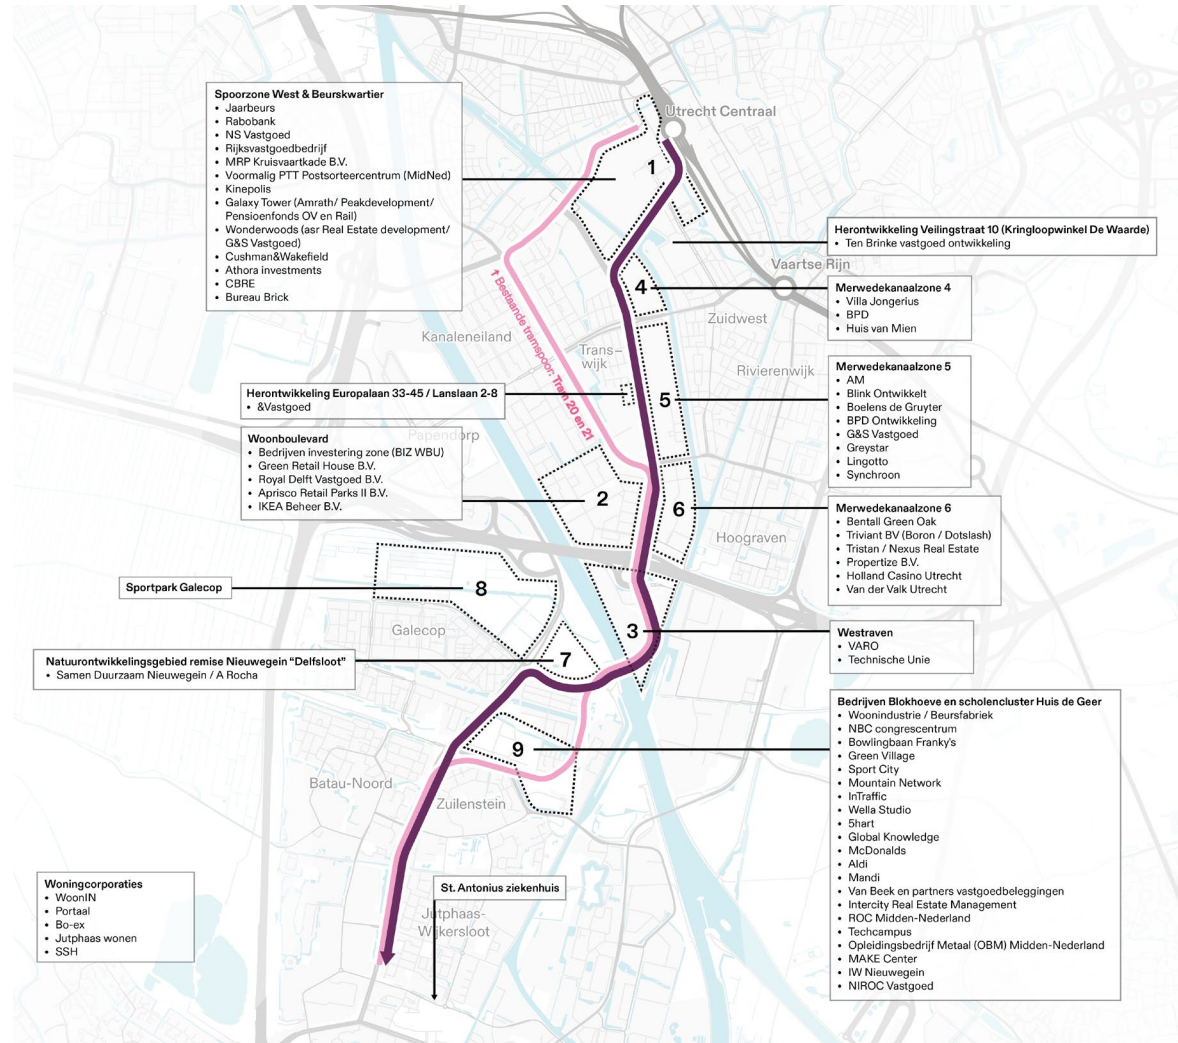 Utrecht Centraal
Spoorzone West & Beurskwartier
• Jaarbeurs
• Rabobank
• NS Vastgoed
• Rijksvastgoedbedrijf
• MRP Kruisvaartkade B.V.
• Voormalig PTT Postsorteercentrum (MidNed)
• Kinepolis
• Galaxy Tower (Amrath/ Peakdevelopment/
Pensioenfonds OV en Rail)
• Wonderwoods (asr Real Estate development/
G&S Vastgoed)
• Cushman&Wakefield
• Athora investments
• CBRE
• Bureau Brick
1
Herontwikkeling Veilingstraat 10 (Kringloopwinkel De Waarde)
• Ten Brinke vastgoed ontwikkeling
Vaartse Rijn
4
Merwedekanaalzone 4
• Villa Jongerius
• BPD
• Huis van Mien
Zuidwest
Kanaleneiland
Trans–
wijk
Rivierenwijk
↑ Bestaande tramspoor: Tram 20 en 21
Merwedekanaalzone 5
• AM
• Blink Ontwikkelt
• Boelens de Gruyter
• BPD Ontwikkeling
• G&S Vastgoed
• Greystar
• Lingotto
• Synchroon
5
Herontwikkeling Europalaan 33-45 / Lanslaan 2-8
• &Vastgoed
Papendorp
Woonboulevard
• Bedrijven investering zone (BIZ WBU)
• Green Retail House B.V.
• Royal Delft Vastgoed B.V.
• Aprisco Retail Parks II B.V.
• IKEA Beheer B.V.
2
6
Merwedekanaalzone 6
• Bentall Green Oak
• Triviant BV (Boron / Dotslash)
• Tristan / Nexus Real Estate
• Propertize B.V.
• Holland Casino Utrecht
• Van der Valk Utrecht
Hoograven
Sportpark Galecop
8
Galecop
3
Westraven
• VARO
• Technische Unie
Natuurontwikkelingsgebied remise Nieuwegein “Delfsloot”
• Samen Duurzaam Nieuwegein / A Rocha
7
9
Bedrijven Blokhoeve en scholencluster Huis de Geer
• Woonindustrie / Beursfabriek
• NBC congrescentrum
• Bowlingbaan Franky's
• Green Village
• Sport City
• Mountain Network
• InTraffic
• Wella Studio
• 5hart
• Global Knowledge
• McDonalds
• Aldi
• Mandi
• Van Beek en partners vastgoedbeleggingen
• Intercity Real Estate Management
• ROC Midden-Nederland
• Techcampus
• Opleidingsbedrijf Metaal (OBM) Midden-Nederland
• MAKE Center
• IW Nieuwegein
• NIROC Vastgoed
Batau-Noord
Zuilenstein
Woningcorporaties
• WoonIN
• Portaal
• Bo-ex
• Jutphaas wonen
• SSH
St. Antonius ziekenhuis
Jutphaas-
Wijkersloot